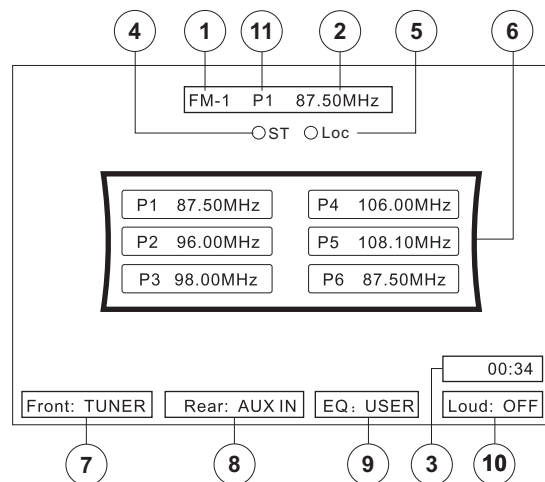 4 1 11 2 5 6
FM-1 P1 87.50MHz
ST Loc
P1 87.50MHz P4 106.00MHz
P2 96.00MHz P5 108.10MHz
P3 98.00MHz P6 87.50MHz
00:34
Front: TUNER Rear: AUX IN EQ: USER Loud: OFF
7 8 9 3 10